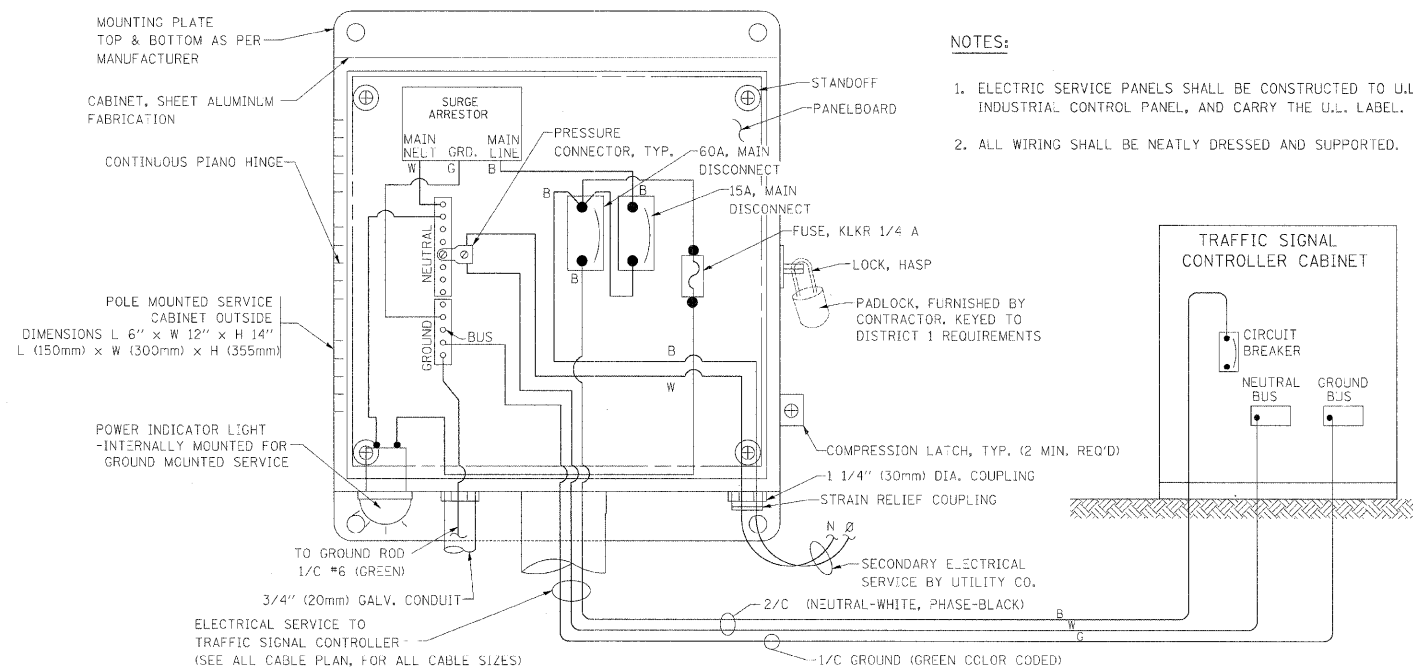 MOUNTING PLATE
TOP & BOTTOM AS PER
MANUFACTURER
CABINET, SHEET ALUMINUM
FABRICATION
CONTINUOUS PIANO HINGE
POLE MOUNTED SERVICE
CABINET OUTSIDE
DIMENSIONS L 6" x W 12" x H 14"
L (150mm) x W (300mm) x H (355mm)
POWER INDICATOR LIGHT
-INTERNALLY MOUNTED FOR
GROUND MOUNTED SERVICE
SURGE
ARRESTOR
MAIN
NEUT
GRD.
MAIN
LINE
W
G
B
PRESSURE
CONNECTOR, TYP.
NEUTRAL
GROUND
BUS
B
B
B
B
W
STANDOFF
PANELBOARD
60A, MAIN
DISCONNECT
15A, MAIN
DISCONNECT
FUSE, KLKR 1/4 A
LOCK, HASP
PADLOCK, FURNISHED BY
CONTRACTOR. KEYED TO
DISTRICT 1 REQUIREMENTS
COMPRESSION LATCH, TYP. (2 MIN. REQ'D)
1 1/4" (30mm) DIA. COUPLING
STRAIN RELIEF COUPLING
N Ø
SECONDARY ELECTRICAL
SERVICE BY UTILITY CO.
TO GROUND ROD
1/C #6 (GREEN)
3/4" (20mm) GALV. CONDUIT
ELECTRICAL SERVICE TO
TRAFFIC SIGNAL CONTROLLER
(SEE ALL CABLE PLAN, FOR ALL CABLE SIZES)
2/C (NEUTRAL-WHITE, PHASE-BLACK)
B
W
G
1/C GROUND (GREEN COLOR CODED)
NOTES:
1. ELECTRIC SERVICE PANELS SHALL BE CONSTRUCTED TO U.L
INDUSTRIAL CONTROL PANEL, AND CARRY THE U.L. LABEL.
2. ALL WIRING SHALL BE NEATLY DRESSED AND SUPPORTED.
TRAFFIC SIGNAL
CONTROLLER CABINET
CIRCUIT
BREAKER
NEUTRAL
BUS
GROUND
BUS